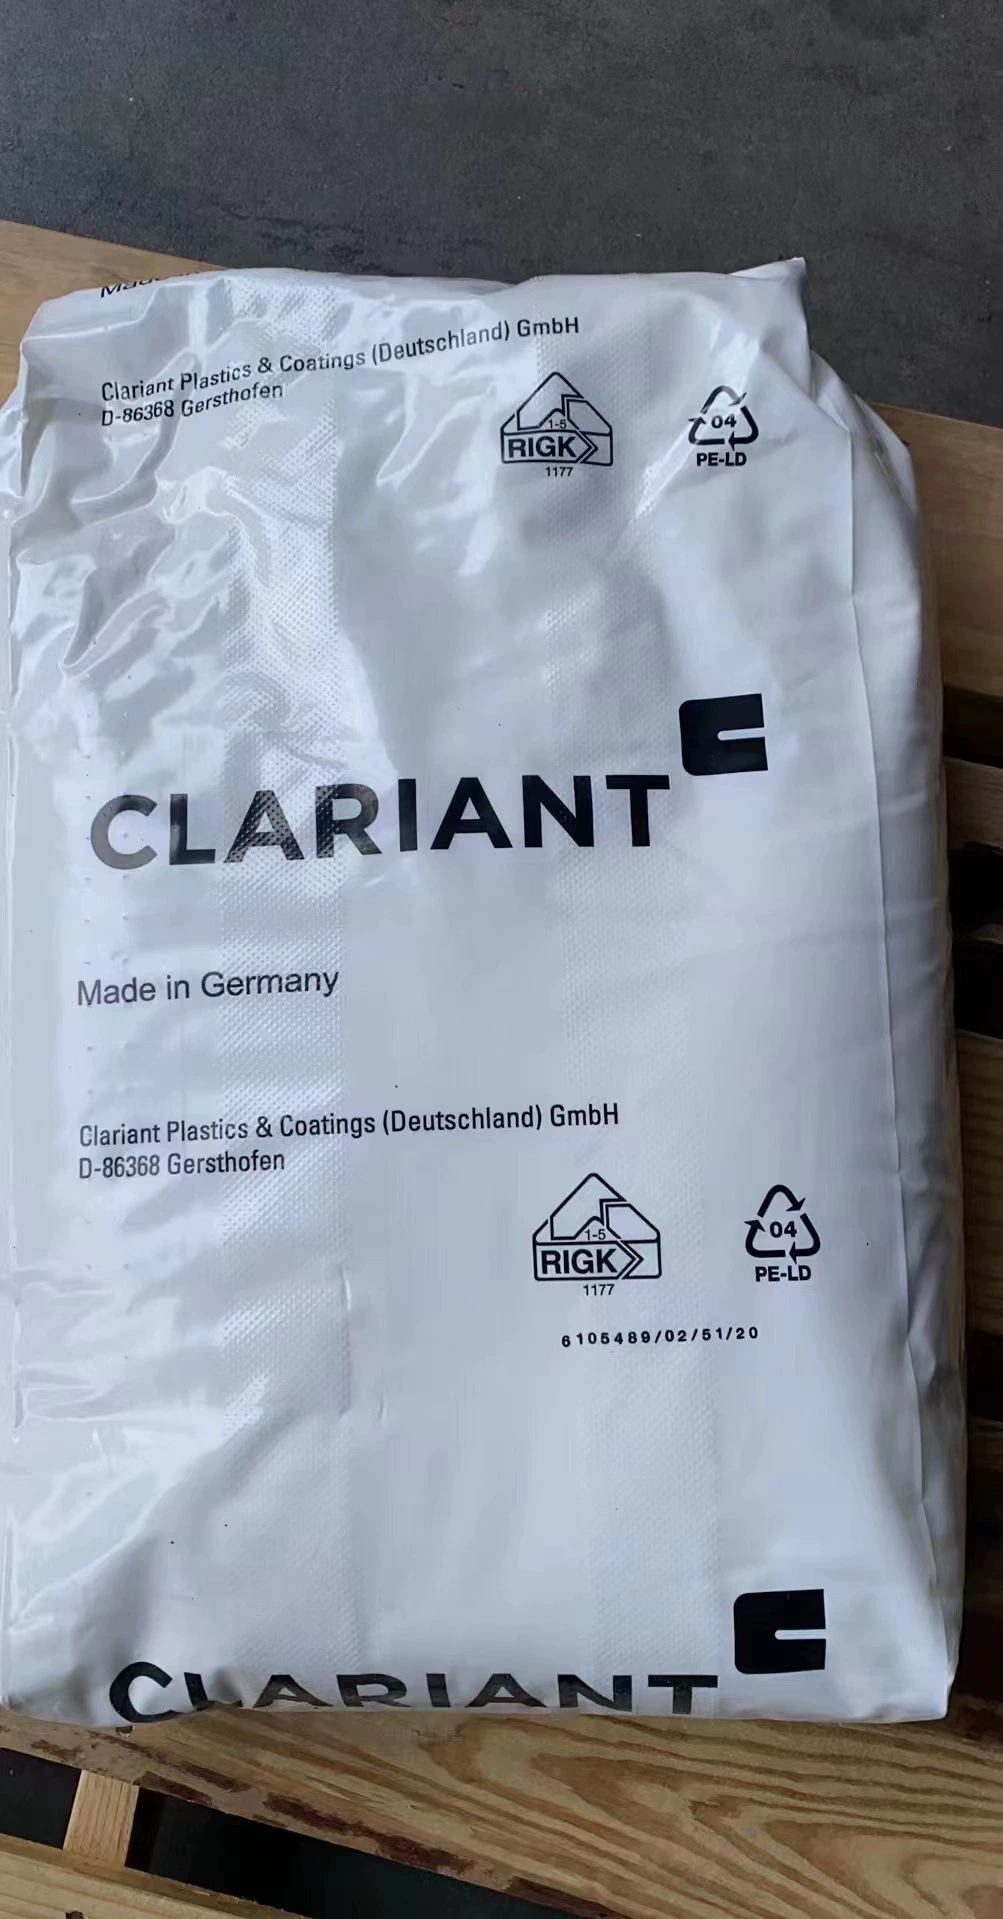 Clariant Plastics & Coatings (Deutschland) GmbH
D-86368 Gersthofen
1-5
RIGK
1177
04
PE-LD
CLARIANT
Made in Germany
Clariant Plastics & Coatings (Deutschland) GmbH
D-86368 Gersthofen
1-5
RIGK
1177
04
PE-LD
6105489/02/51/20
CLARIANT